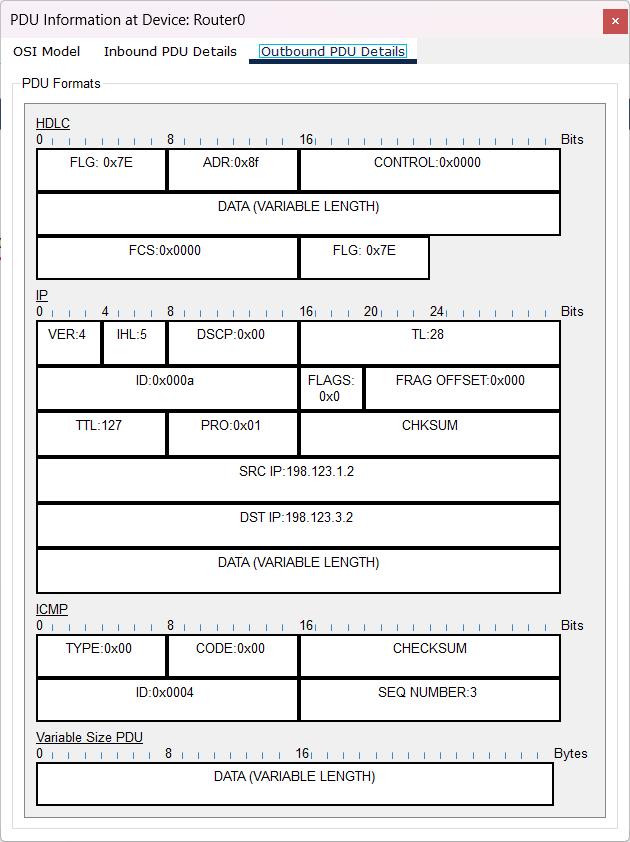 PDU Information at Device: Router0
OSI Model Inbound PDU Details Outbound PDU Details
PDU Formats
HDLC
0 8 16 Bits
FLG: 0x7E ADR:0x8f CONTROL:0x0000
DATA (VARIABLE LENGTH)
FCS:0x0000 FLG: 0x7E
IP
0 4 8 16 20 24 Bits
VER:4 IHL:5 DSCP:0x00 TL:28
ID:0x000a FLAGS: 0x0 FRAG OFFSET:0x000
TTL:127 PRO:0x01 CHKSUM
SRC IP:198.123.1.2
DST IP:198.123.3.2
DATA (VARIABLE LENGTH)
ICMP
0 8 16 Bits
TYPE:0x00 CODE:0x00 CHECKSUM
ID:0x0004 SEQ NUMBER:3
Variable Size PDU
0 8 16 Bytes
DATA (VARIABLE LENGTH)